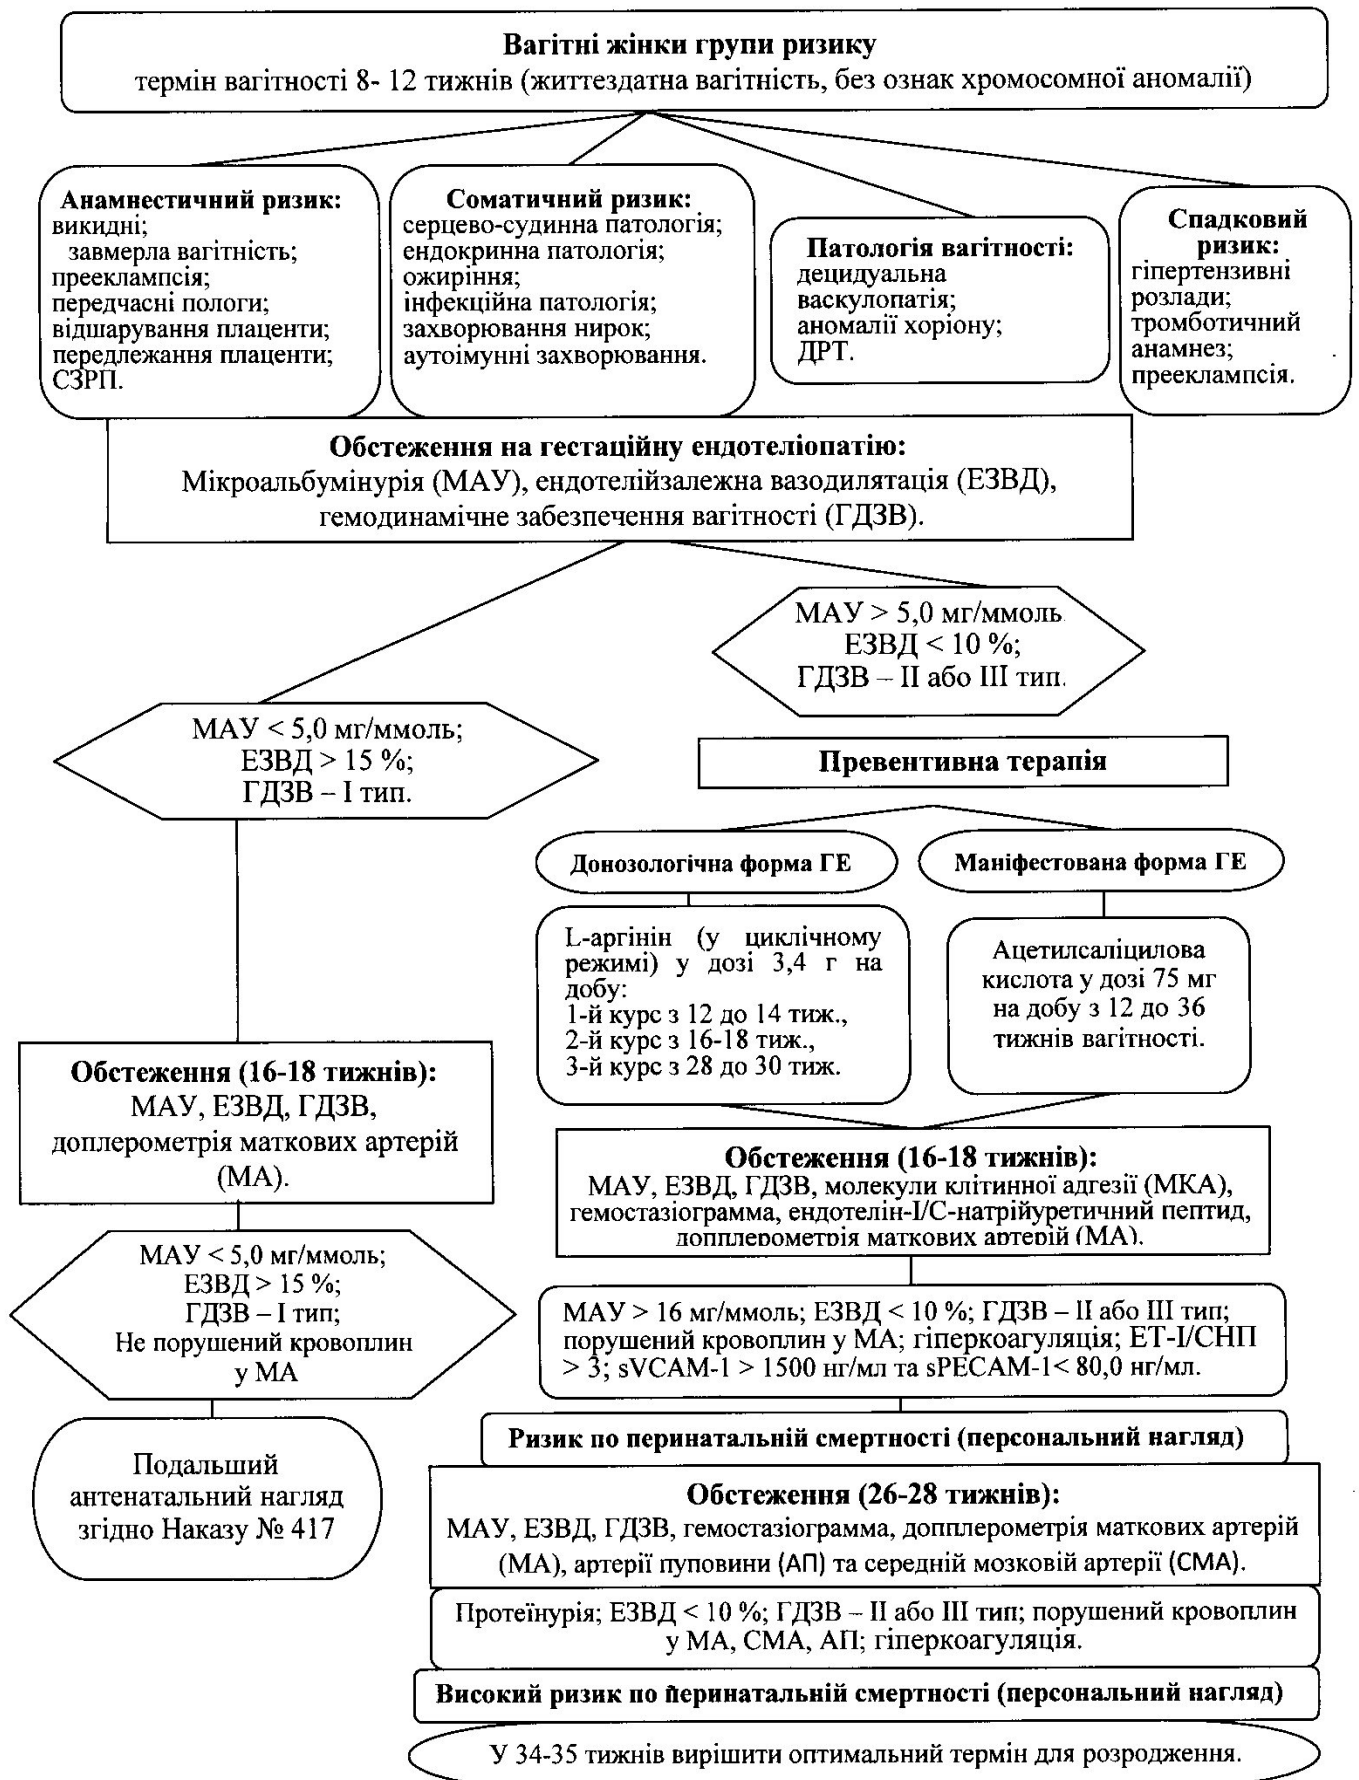 Вагітні жінки групи ризику
термін вагітності 8- 12 тижнів (життездатна вагітність, без ознак хромосомної аномалії)
Анамнестичний ризик:
викидні;
завмерла вагітність;
прееклампсія;
передчасні пологи;
відшарування плаценти;
передлежання плаценти;
СЗРП.
Соматичний ризик:
серцево-судинна патологія;
ендокринна патологія;
ожиріння;
інфекційна патологія;
захворювання нирок;
аутоімунні захворювання.
Патологія вагітності:
децидуальна
васкулопатія;
аномалії хоріону;
ДРТ.
Спадковий
ризик:
гіпертензивні
розлади;
тромботичний
анамнез;
прееклампсія.
Обстеження на гестаційну ендотеліопатію:
Мікроальбумінурія (МАУ), ендотелійзалежна вазодилятація (ЕЗВД),
гемодинамічне забезпечення вагітності (ГДЗВ).
МАУ > 5,0 мг/ммоль
ЕЗВД < 10 %;
ГДЗВ – II або III тип.
МАУ < 5,0 мг/ммоль;
ЕЗВД > 15 %;
ГДЗВ – I тип.
Превентивна терапія
Донозологічна форма ГЕ
Маніфестована форма ГЕ
L-аргінін (у циклічному
режимі) у дозі 3,4 г на
добу:
1-й курс з 12 до 14 тиж.,
2-й курс з 16-18 тиж.,
3-й курс з 28 до 30 тиж.
Ацетилсаліцилова
кислота у дозі 75 мг
на добу з 12 до 36
тижнів вагітності.
Обстеження (16-18 тижнів):
МАУ, ЕЗВД, ГДЗВ,
доплерометрія маткових артерій
(МА).
Обстеження (16-18 тижнів):
МАУ, ЕЗВД, ГДЗВ, молекули клітинної адгезії (МКА),
гемостазіограмма, ендотелін-I/С-натрійуретичний пептид,
допплерометрія маткових артерій (МА).
МАУ < 5,0 мг/ммоль;
ЕЗВД > 15 %;
ГДЗВ – I тип;
Не порушений кровоплин
у МА
МАУ > 16 мг/ммоль; ЕЗВД < 10 %; ГДЗВ – II або III тип;
порушений кровоплин у МА; гіперкоагуляція; ЕТ-I/СНП
> 3; sVCAM-1 > 1500 нг/мл та sPECAM-1< 80,0 нг/мл.
Подальший
антенатальний нагляд
згідно Наказу № 417
Ризик по перинатальній смертності (персональний нагляд)
Обстеження (26-28 тижнів):
МАУ, ЕЗВД, ГДЗВ, гемостазіограмма, допплерометрія маткових артерій
(МА), артерії пуповини (АП) та середній мозковій артерії (СМА).
Протеїнурія; ЕЗВД < 10 %; ГДЗВ – II або III тип; порушений кровоплин
у МА, СМА, АП; гіперкоагуляція.
Високий ризик по перинатальній смертності (персональний нагляд)
У 34-35 тижнів вирішити оптимальний термін для розродження.